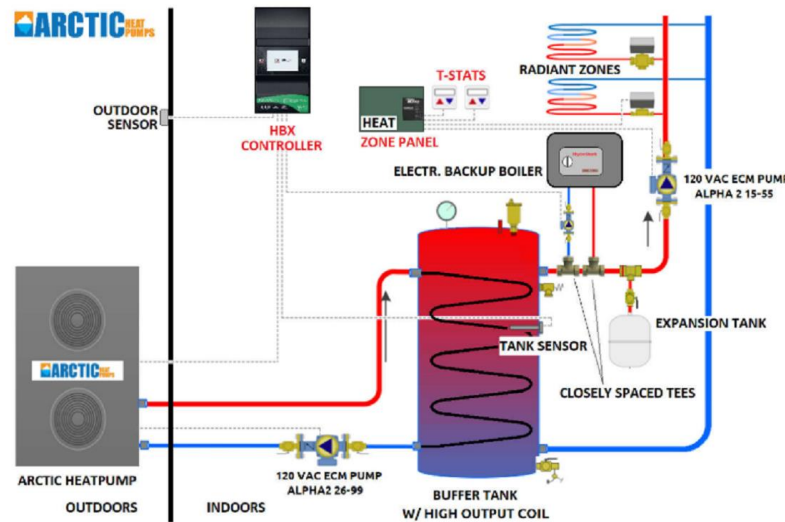 ARCTIC HEAT PUMPS
OUTDOOR
SENSOR
HBX
CONTROLLER
T-STATS
HEAT
ZONE PANEL
RADIANT ZONES
ELECTR. BACKUP BOILER
120 VAC ECM PUMP
ALPHA 2 15-55
EXPANSION TANK
TANK SENSOR
CLOSELY SPACED TEES
ARCTIC HEAT PUMPS
ARCTIC HEATPUMP
120 VAC ECM PUMP
ALPHA2 26-99
BUFFER TANK
W/ HIGH OUTPUT COIL
OUTDOORS
INDOORS